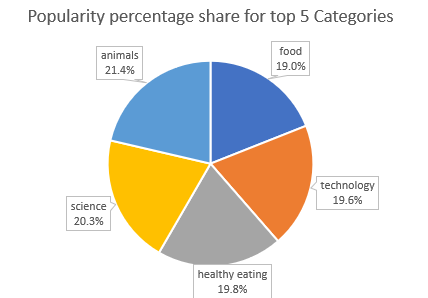 Popularity percentage share for top 5 Categories
animals
21.4%
food
19.0%
technology
19.6%
science
20.3%
healthy eating
19.8%